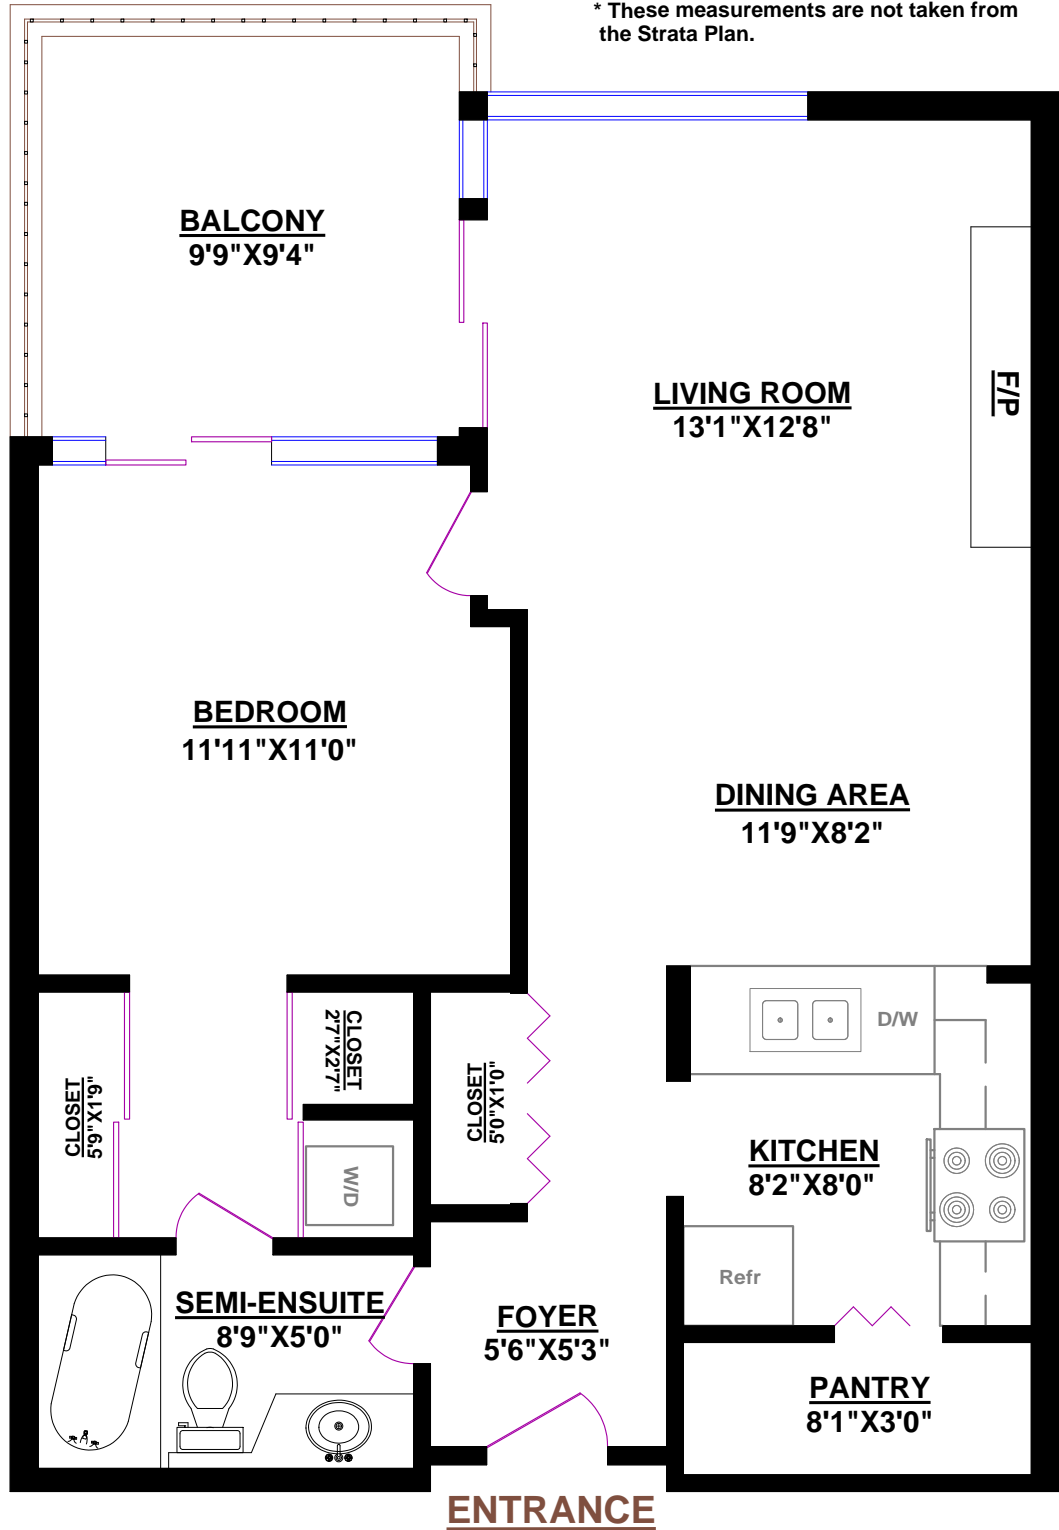 * These measurements are not taken from
the Strata Plan.
BALCONY
9'9"X9'4"
LIVING ROOM
13'1"X12'8"
F/P
BEDROOM
11'11"X11'0"
DINING AREA
11'9"X8'2"
CLOSET
5'9"X1'9"
CLOSET
2'7"X2'7"
CLOSET
5'0"X1'0"
D/W
W/D
KITCHEN
8'2"X8'0"
Refr
SEMI-ENSUITE
8'9"X5'0"
FOYER
5'6"X5'3"
PANTRY
8'1"X3'0"
ENTRANCE